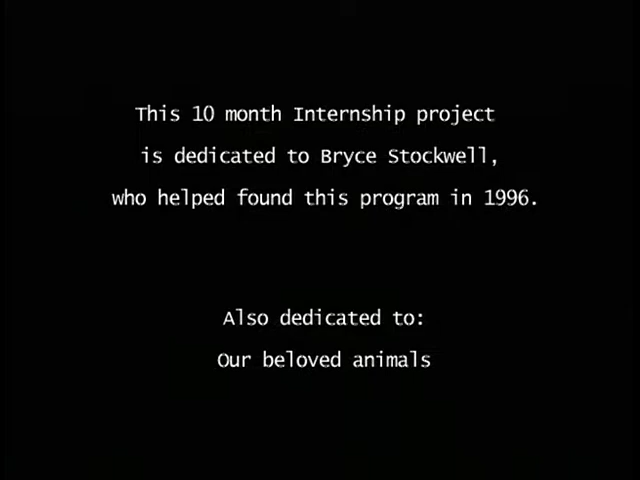 This 10 month Internship project
is dedicated to Bryce Stockwell,
who helped found this program in 1996.
Also dedicated to:
Our beloved animals